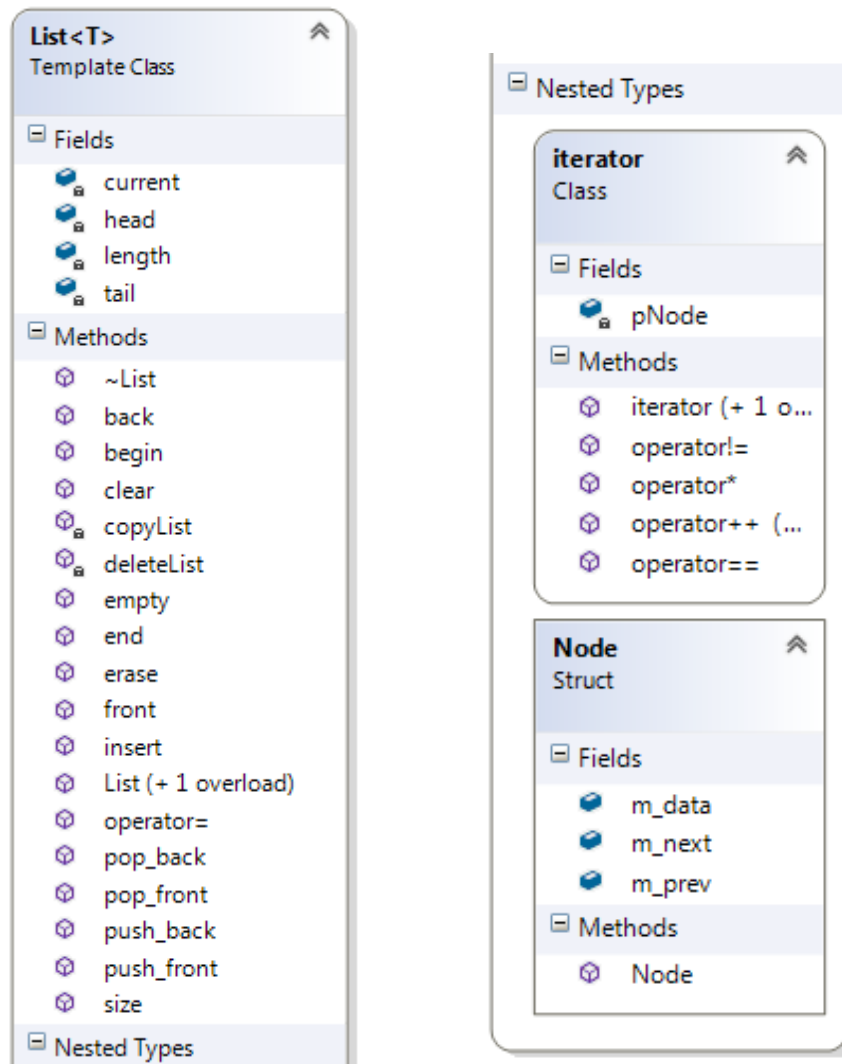 List<T>
Template Class
Fields
current
head
length
tail
Methods
~List
back
begin
clear
copyList
deleteList
empty
end
erase
front
insert
List (+ 1 overload)
operator=
pop_back
pop_front
push_back
push_front
size
Nested Types
Nested Types
iterator
Class
Fields
pNode
Methods
iterator (+ 1 o...
operator!=
operator*
operator++ (...
operator==
Node
Struct
Fields
m_data
m_next
m_prev
Methods
Node